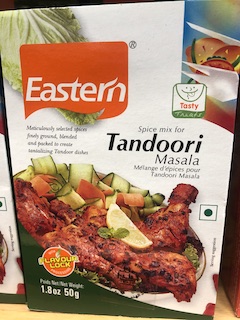 Eastern®
Tasty
Treats
Spice mix for
Tandoori
Masala
Mélange d'épices pour
Tandoori Masala
Meticulously selected spices
finely ground, blended
and packed to create
tantalizing Tandoor dishes
FLAVOUR
LOCK
Poids Net/Net Weight:
1.8oz 50g